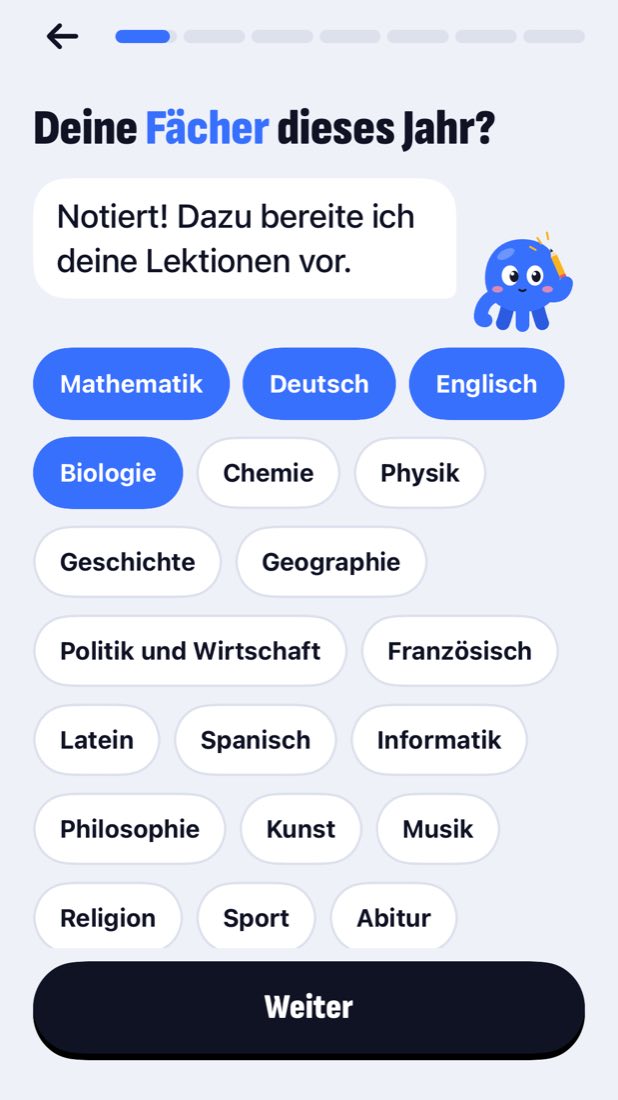 Deine Fächer dieses Jahr?
Notiert! Dazu bereite ich
deine Lektionen vor.
Mathematik Deutsch Englisch
Biologie Chemie Physik
Geschichte Geographie
Politik und Wirtschaft Französisch
Latein Spanisch Informatik
Philosophie Kunst Musik
Religion Sport Abitur
Weiter